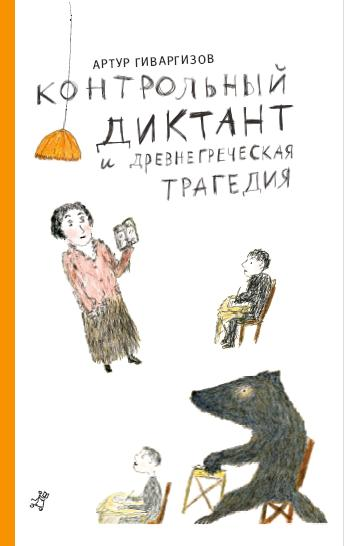 АРТУР ГИВАРГИЗОВ
КОНТРОЛЬНЫЙ
ДИКТАНТ
И ДРЕВНЕГРЕЧЕСКАЯ
ТРАГЕДИЯ